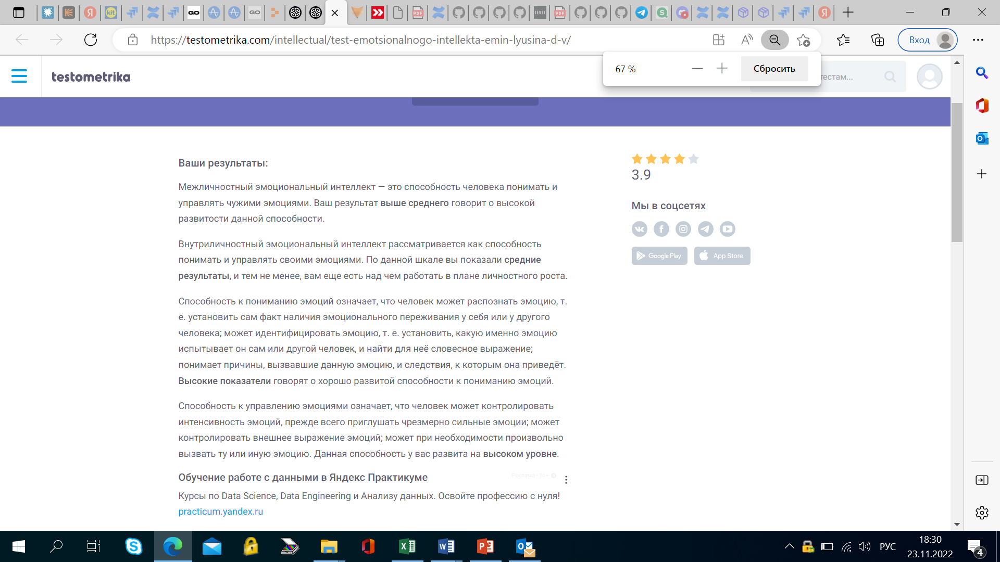 https://testometrika.com/intellectual/test-emotsionalnogo-intellekta-emin-lyusina-d-v/
Вход
67 %
Сбросить
testometrika
тестам...
Ваши результаты:
Межличностный эмоциональный интеллект — это способность человека понимать и
управлять чужими эмоциями. Ваш результат выше среднего говорит о высокой
развитости данной способности.
Внутриличностный эмоциональный интеллект рассматривается как способность
понимать и управлять своими эмоциями. По данной шкале вы показали средние
результаты, и тем не менее, вам еще есть над чем работать в плане личностного роста.
Способность к пониманию эмоций означает, что человек может распознать эмоцию, т.
е. установить сам факт наличия эмоционального переживания у себя или у другого
человека; может идентифицировать эмоцию, т. е. установить, какую именно эмоцию
испытывает он сам или другой человек, и найти для неё словесное выражение;
понимает причины, вызвавшие данную эмоцию, и следствия, к которым она приведёт.
Высокие показатели говорят о хорошо развитой способности к пониманию эмоций.
Способность к управлению эмоциями означает, что человек может контролировать
интенсивность эмоций, прежде всего приглушать чрезмерно сильные эмоции; может
контролировать внешнее выражение эмоций; может при необходимости произвольно
вызвать ту или иную эмоцию. Данная способность у вас развита на высоком уровне.
Обучение работе с данными в Яндекс Практикуме
Реклама • 16+
Курсы по Data Science, Data Engineering и Анализу данных. Освойте профессию с нуля!
practicum.yandex.ru
3.9
Мы в соцсетях
Google Play
App Store
РУС
18:30
23.11.2022
4